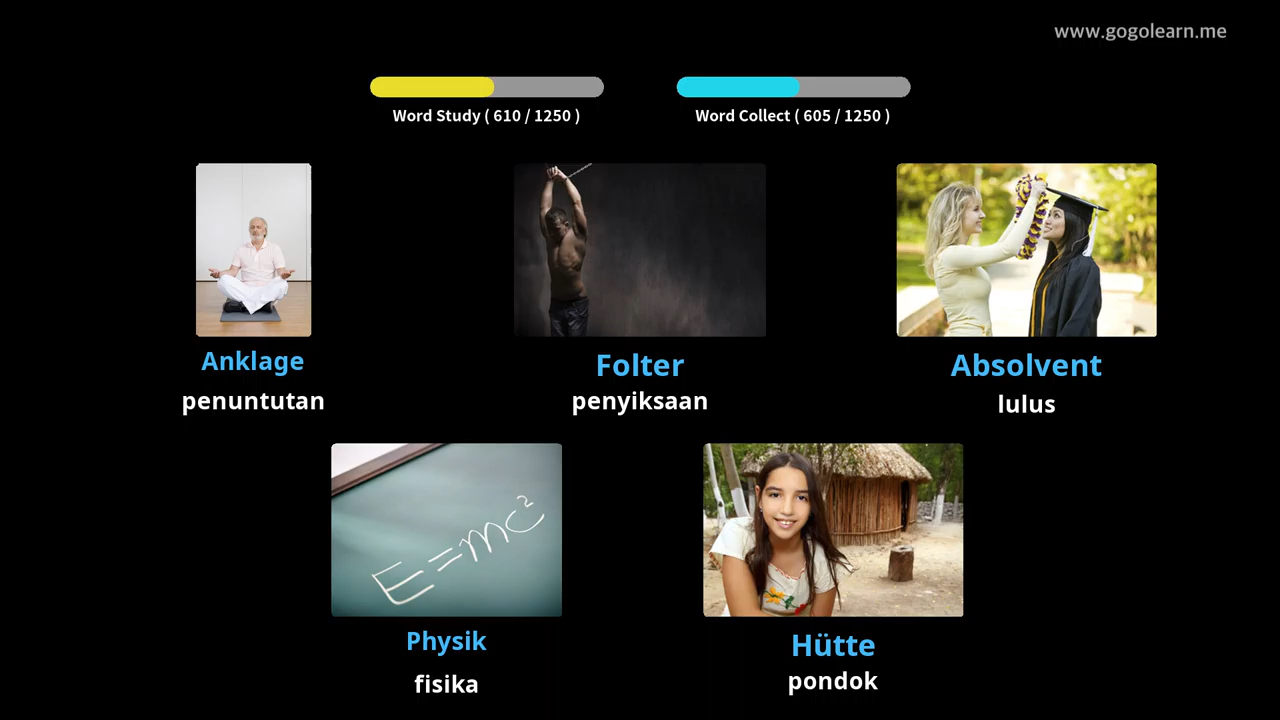 www.gogolearn.me
Word Study ( 610 / 1250 )
Word Collect ( 605 / 1250 )
Anklage
penuntutan
Folter
penyiksaan
Absolvent
lulus
E=mc²
Physik
fisika
Hütte
pondok